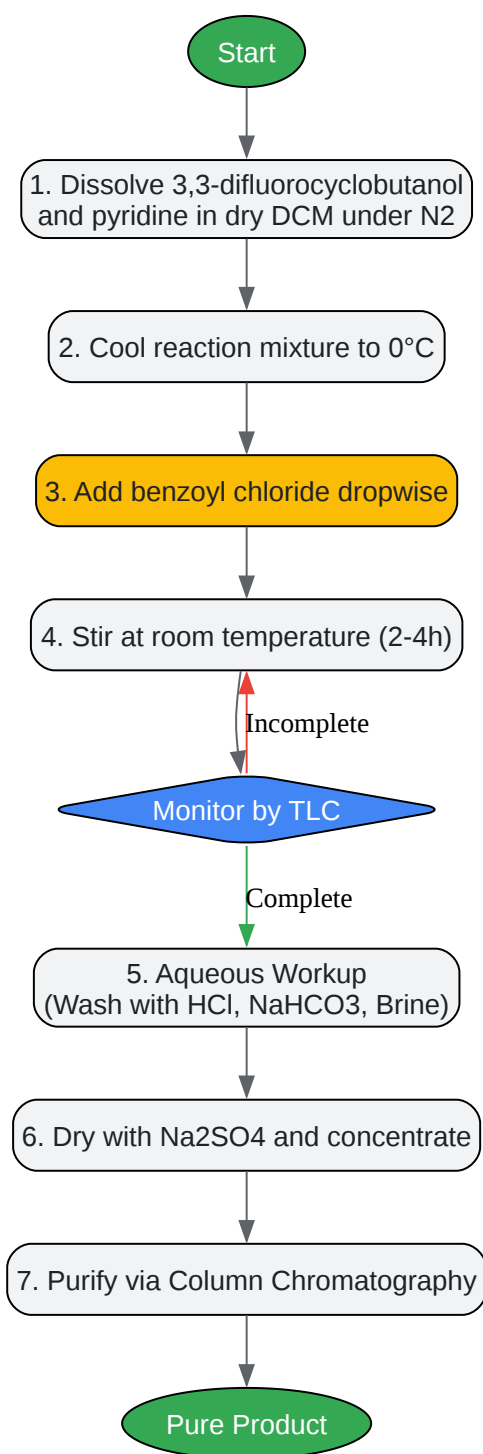 Start
1. Dissolve 3,3-difluorocyclobutanol
and pyridine in dry DCM under N2
2. Cool reaction mixture to 0°C
3. Add benzoyl chloride dropwise
4. Stir at room temperature (2-4h)
Incomplete
Monitor by TLC
Complete
5. Aqueous Workup
(Wash with HCl, NaHCO3, Brine)
6. Dry with Na2SO4 and concentrate
7. Purify via Column Chromatography
Pure Product